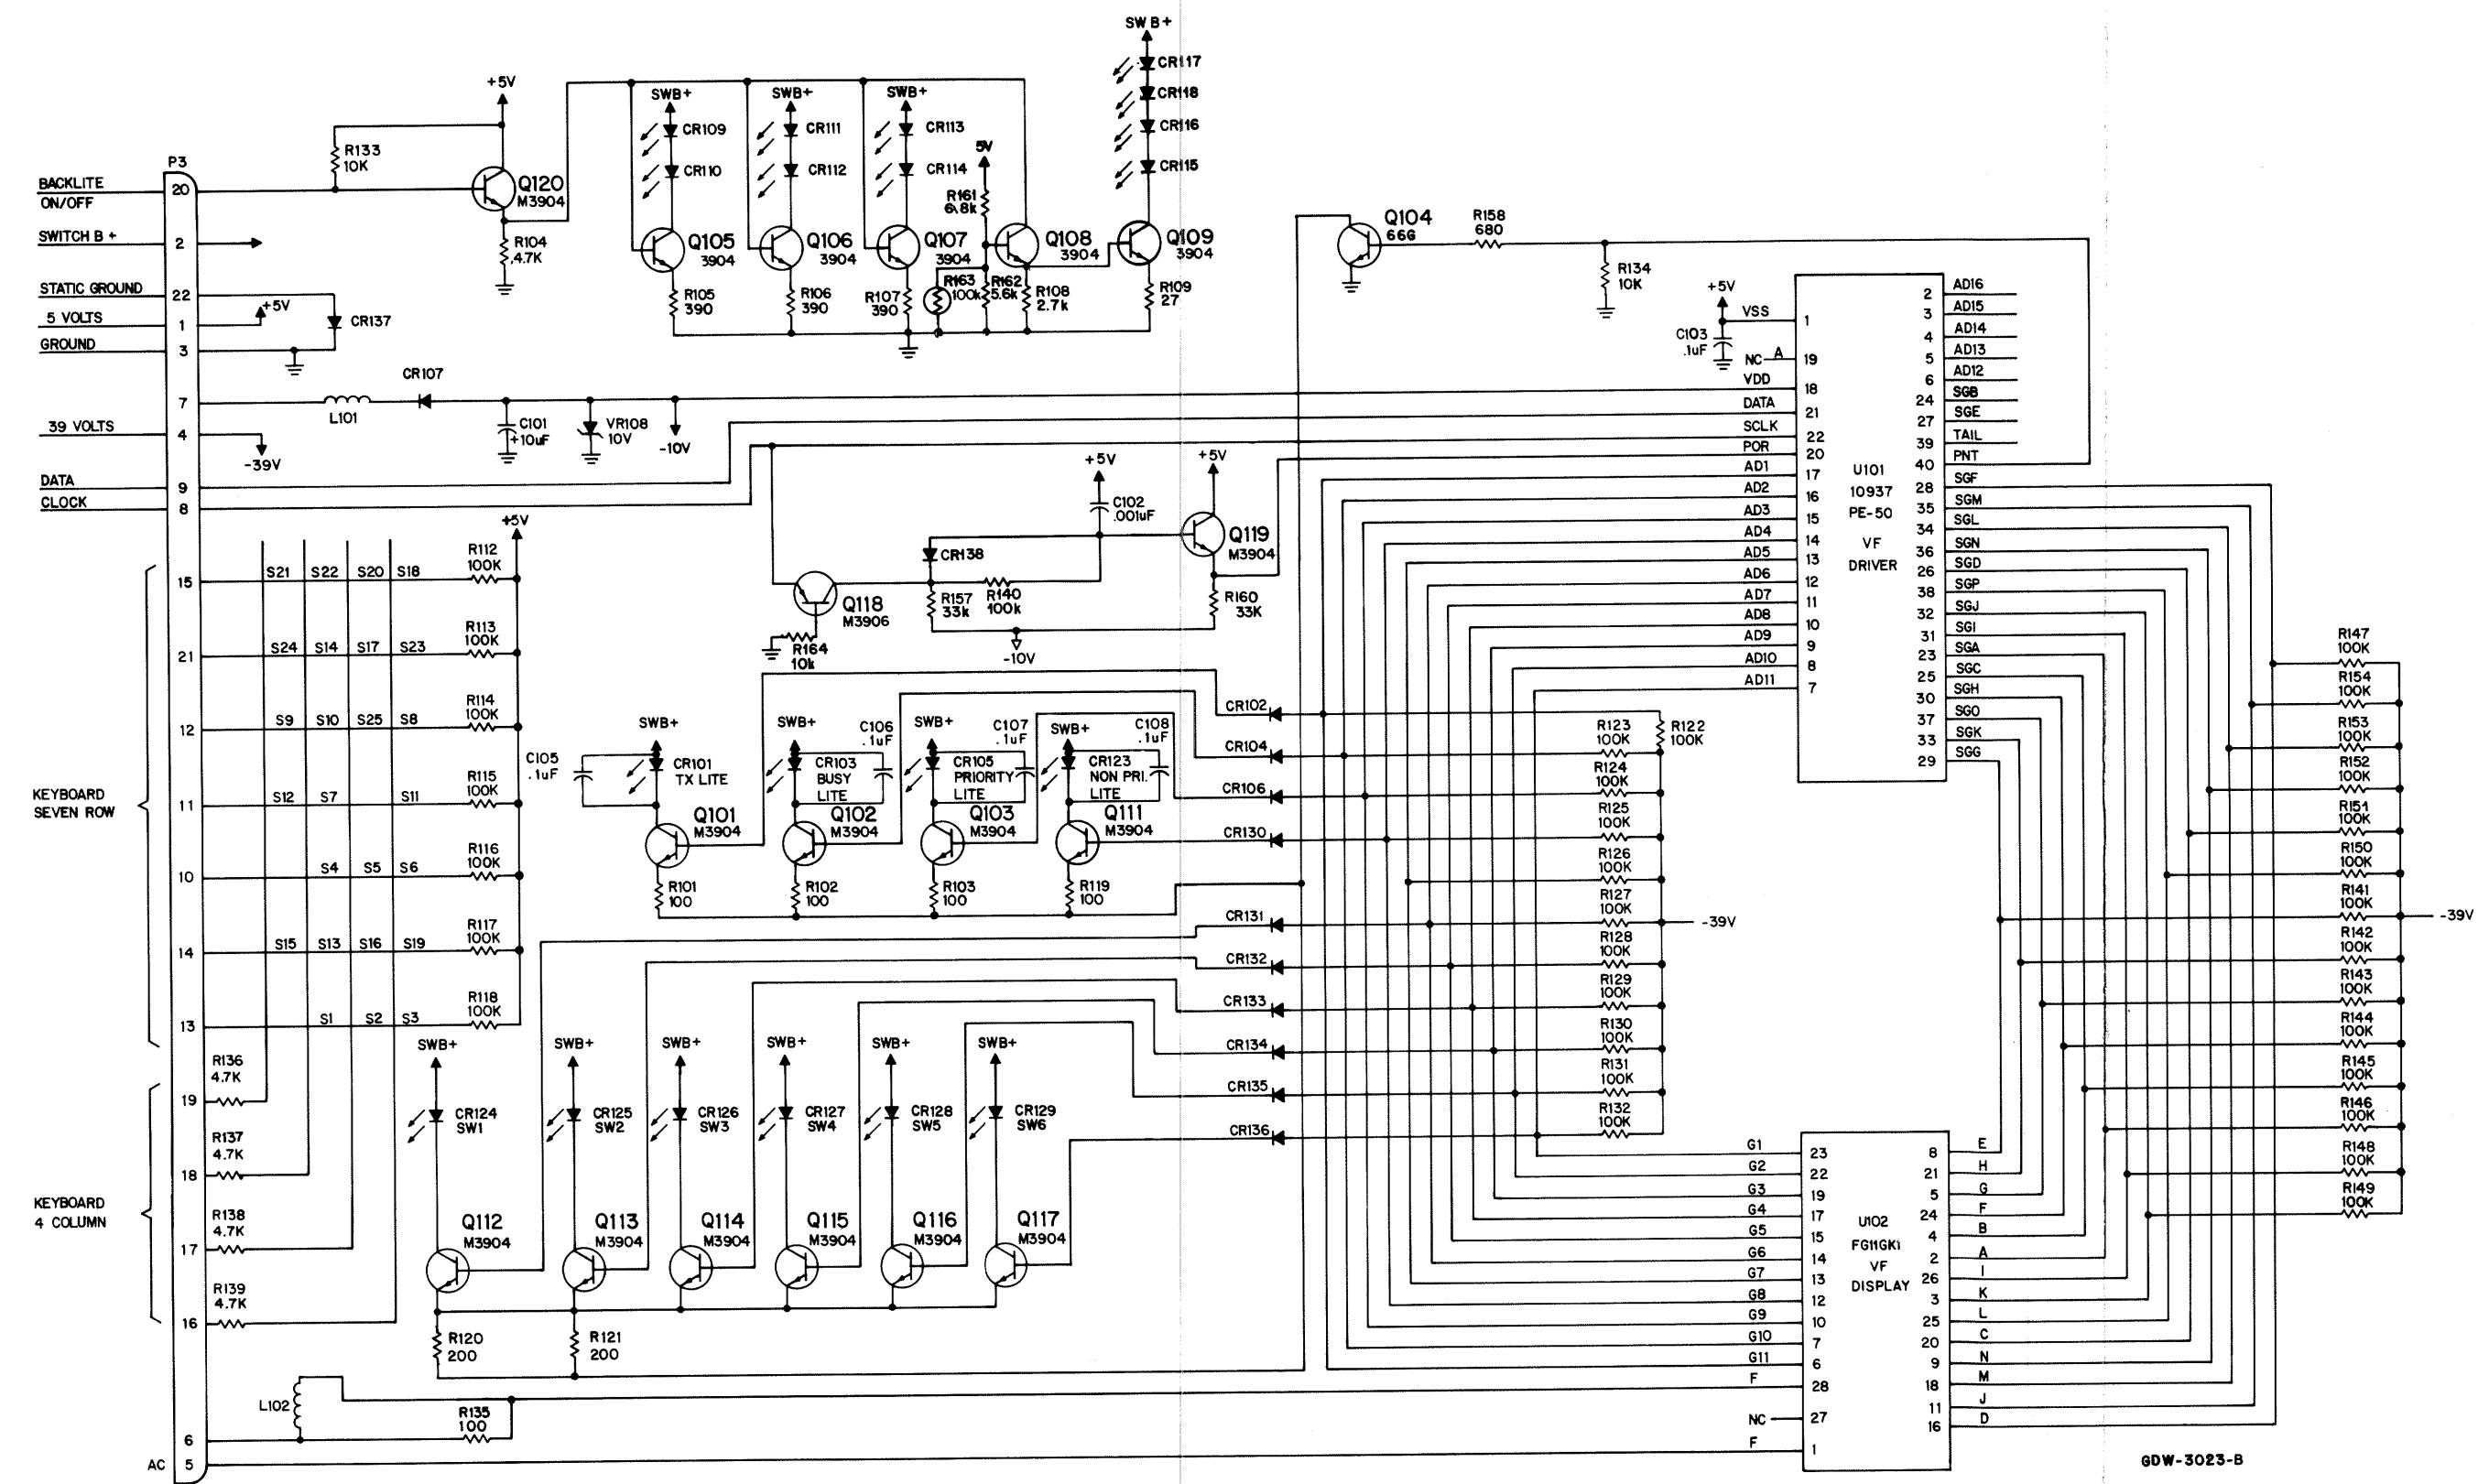 SW B+
CR117
CR118
CR116
CR115
+5V
SWB+
CR109
CR110
SWB+
CR111
CR112
SWB+
CR113
CR114
5V
R133
10K
P3
BACKLITE
ON/OFF
20
Q120
M3904
R161
6.8k
SWITCH B +
2
R104
4.7K
Q105
3904
Q106
3904
Q107
3904
Q108
3904
Q109
3904
Q104
66G
R158
680
R134
10K
STATIC GROUND
22
+5V
5 VOLTS
1
CR137
GROUND
3
R105
390
R106
390
R107
390
R163
100k
R162
5.6k
R108
2.7k
R109
27
7
L101
CR107
C101
+10uF
VR108
10V
-10V
39 VOLTS
4
-39V
DATA
9
CLOCK
8
+5V
C103
.1uF
VSS
1
NC
A
19
VDD
18
DATA
21
SCLK
22
POR
20
AD1
17
AD2
16
AD3
15
AD4
14
AD5
13
AD6
12
AD7
11
AD8
10
AD9
9
AD10
8
AD11
7
U101
10937
PE-50
VF
DRIVER
2
AD16
3
AD15
4
AD14
5
AD13
6
AD12
24
SGB
27
SGE
39
TAIL
40
PNT
28
SGF
35
SGM
34
SGL
36
SGN
26
SGD
38
SGP
32
SGJ
31
SGI
23
SGA
25
SGC
30
SGH
37
SGO
33
SGK
29
SGG
+5V
C102
.001uF
+5V
Q119
M3904
CR138
Q118
M3906
R157
33k
R140
100k
R160
33K
R164
10k
-10V
+5V
KEYBOARD
SEVEN ROW
15
S21
S22
S20
S18
R112
100K
21
S24
S14
S17
S23
R113
100K
12
S9
S10
S25
S8
R114
100K
11
S12
S7
S11
R115
100K
10
S4
S5
S6
R116
100K
14
S15
S13
S16
S19
R117
100K
13
S1
S2
S3
R118
100K
KEYBOARD
4 COLUMN
R136
4.7K
19
R137
4.7K
18
R138
4.7K
17
R139
4.7K
16
C105
.1uF
SWB+
CR101
TX LITE
Q101
M3904
R101
100
SWB+
C106
.1uF
CR103
BUSY
LITE
Q102
M3904
R102
100
SWB+
C107
.1uF
CR105
PRIORITY
LITE
Q103
M3904
R103
100
SWB+
C108
.1uF
CR123
NON PRI.
LITE
Q111
M3904
R119
100
CR102
CR104
CR106
CR130
CR131
CR132
CR133
CR134
CR135
CR136
R123
100K
R122
100K
R124
100K
R125
100K
R126
100K
R127
100K
-39V
R128
100K
R129
100K
R130
100K
R131
100K
R132
100K
R147
100K
R154
100K
R153
100K
R152
100K
R151
100K
R150
100K
R141
100K
-39V
R142
100K
R143
100K
R144
100K
R145
100K
R146
100K
R148
100K
R149
100K
SWB+
CR124
SW1
Q112
M3904
SWB+
CR125
SW2
Q113
M3904
SWB+
CR126
SW3
Q114
M3904
SWB+
CR127
SW4
Q115
M3904
SWB+
CR128
SW5
Q116
M3904
SWB+
CR129
SW6
Q117
M3904
R120
200
R121
200
G1
23
G2
22
G3
19
G4
17
G5
15
G6
14
G7
13
G8
12
G9
10
G10
7
G11
6
F
28
NC
27
F
1
U102
FG11GK1
VF
DISPLAY
8
E
21
H
5
G
24
F
4
B
2
A
26
I
3
K
25
L
20
C
9
N
18
M
11
J
16
D
L102
R135
100
6
AC
5
GDW-3023-B